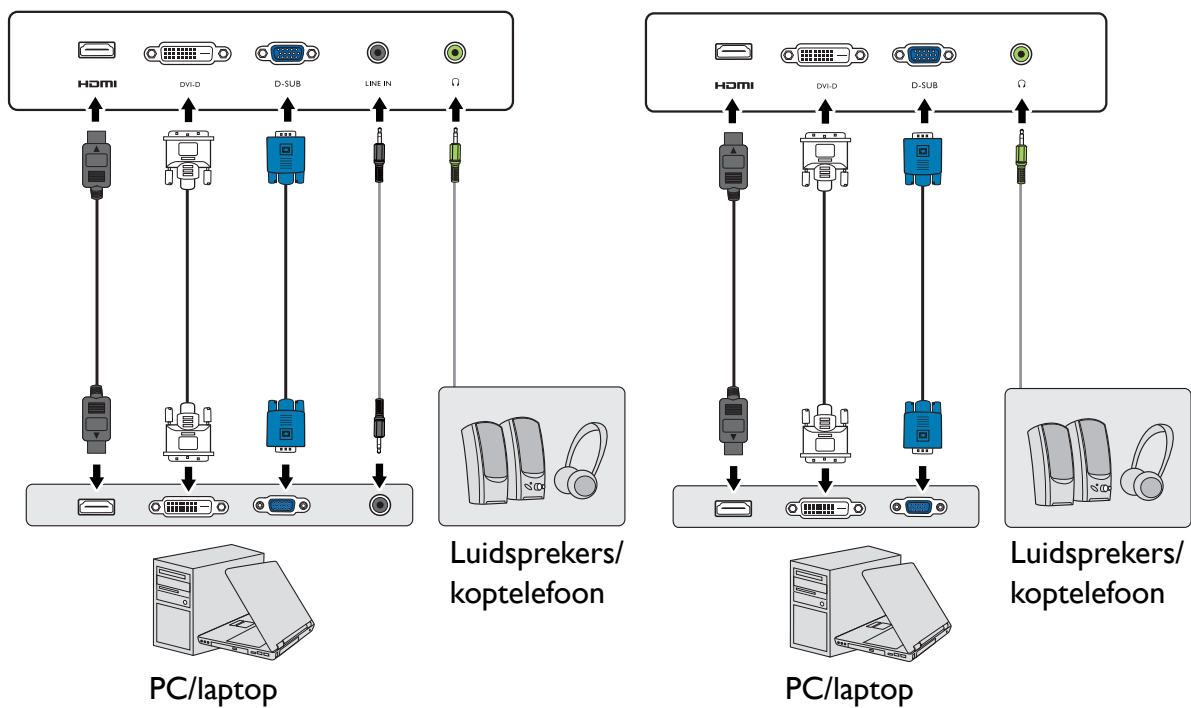 HDMI DVI-D D-SUB LINE IN
Luidsprekers/
koptelefoon
PC/laptop
HDMI DVI-D D-SUB
Luidsprekers/
koptelefoon
PC/laptop